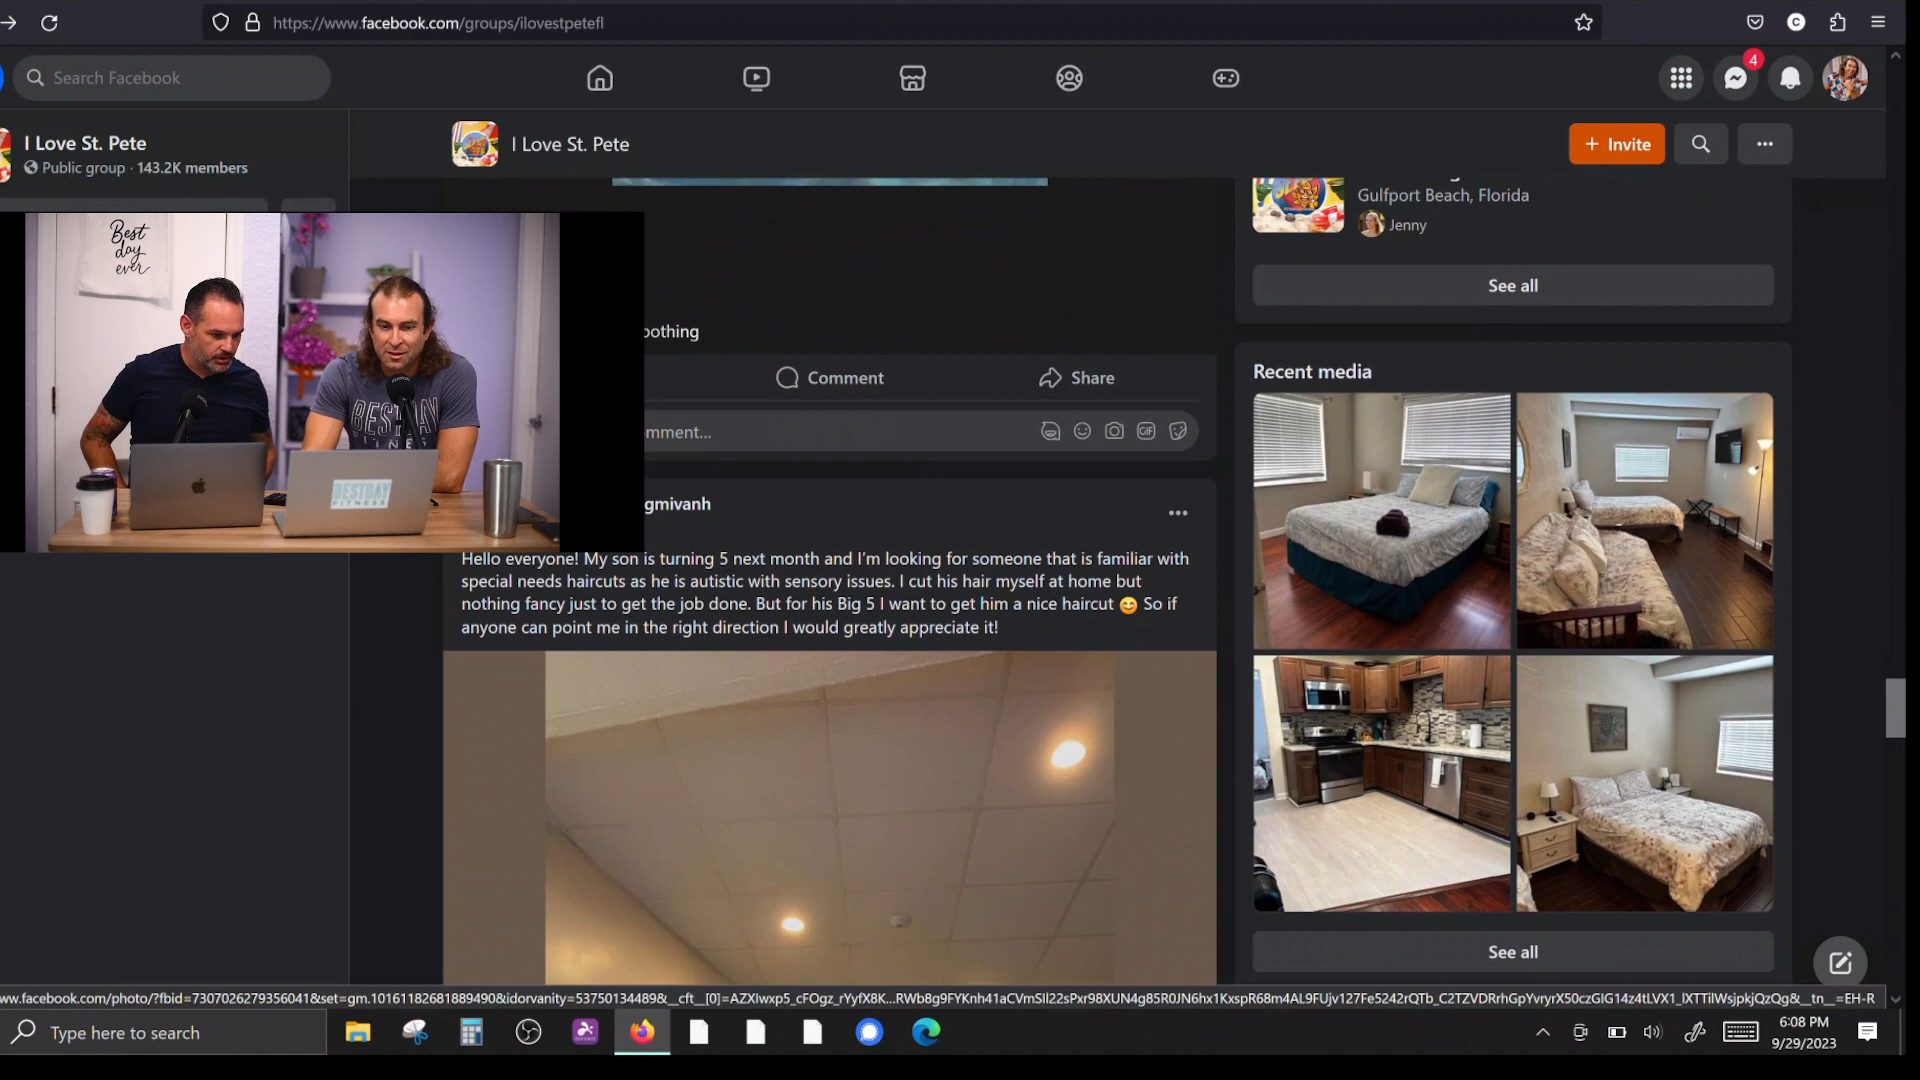 https://www.facebook.com/groups/ilovestpetefl
Search Facebook
4
I Love St. Pete
Public group · 143.2K members
I Love St. Pete
+ Invite
Gulfport Beach, Florida
Jenny
See all
Best
day
ever
BESTDAY
FITNESS
BESTDAY
FITNESS
oothing
Comment
Share
mment...
GIF
gmivanh
Hello everyone! My son is turning 5 next month and I'm looking for someone that is familiar with
special needs haircuts as he is autistic with sensory issues. I cut his hair myself at home but
nothing fancy just to get the job done. But for his Big 5 I want to get him a nice haircut 😊 So if
anyone can point me in the right direction I would greatly appreciate it!
Recent media
See all
Type here to search
6:08 PM
9/29/2023